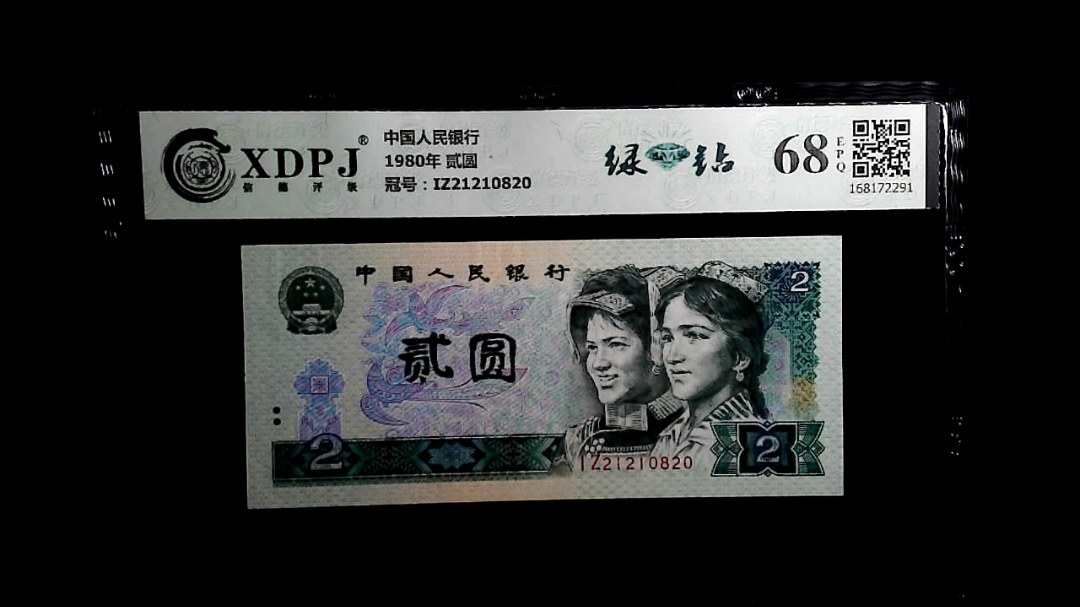 XDPJ®
信德评级
中国人民银行
1980年 贰圆
冠号：IZ21210820
绿钻
68
EPQ
168172291
中国人民银行
2
贰圆
2
IZ21210820
2